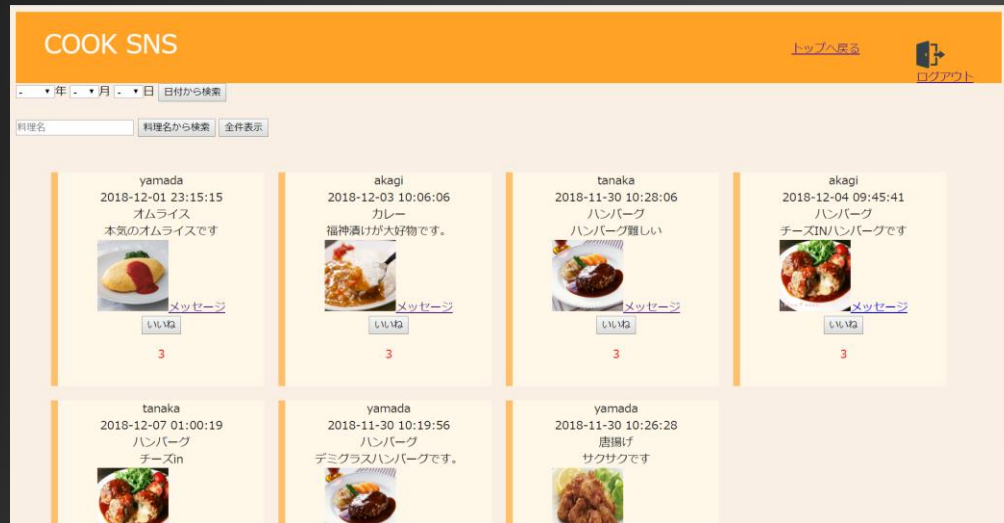 COOK SNS
トップへ戻る
ログアウト
- 年 - 月 - 日 日付から検索
料理名 料理名から検索 全件表示
yamada
2018-12-01 23:15:15
オムライス
本気のオムライスです
メッセージ
いいね
3
akagi
2018-12-03 10:06:06
カレー
福神漬けが大好物です。
メッセージ
いいね
3
tanaka
2018-11-30 10:28:06
ハンバーグ
ハンバーグ難しい
メッセージ
いいね
3
akagi
2018-12-04 09:45:41
ハンバーグ
チーズINハンバーグです
メッセージ
いいね
3
tanaka
2018-12-07 01:00:19
ハンバーグ
チーズin
yamada
2018-11-30 10:19:56
ハンバーグ
デミグラスハンバーグです。
yamada
2018-11-30 10:26:28
唐揚げ
サクサクです